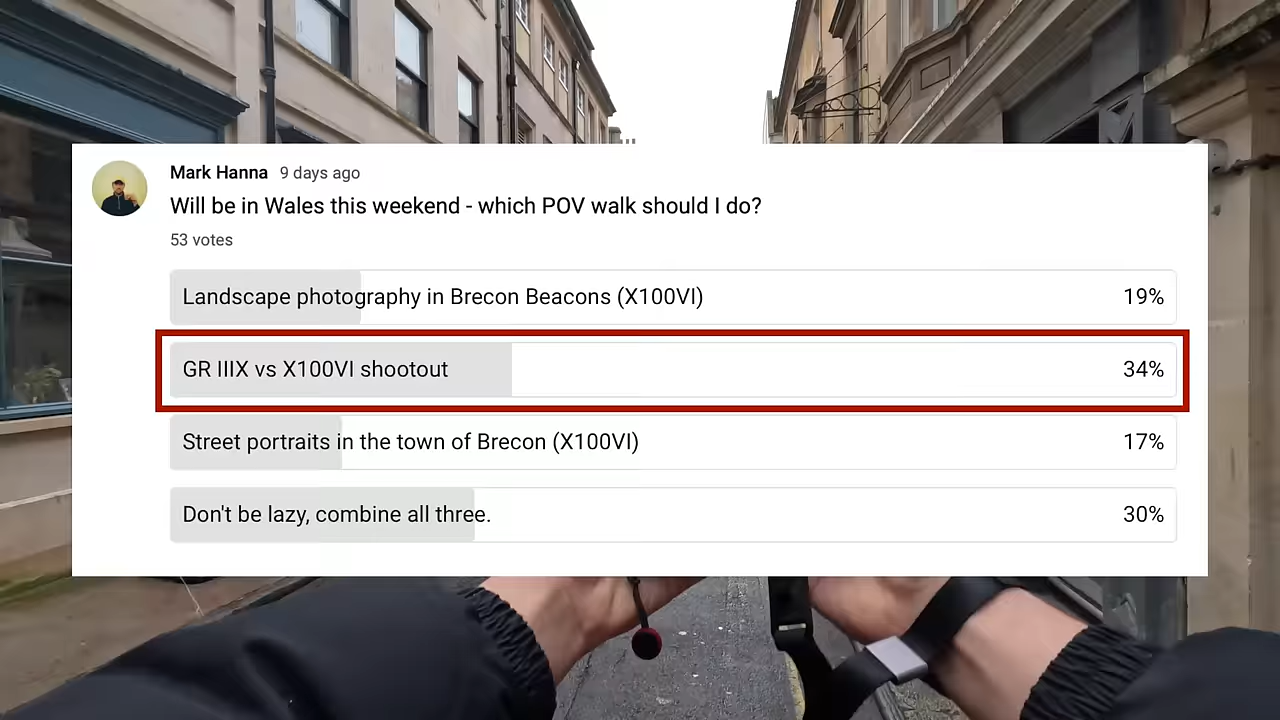 Mark Hanna 9 days ago
Will be in Wales this weekend - which POV walk should I do?
53 votes
Landscape photography in Brecon Beacons (X100VI) 19%
GR IIIX vs X100VI shootout 34%
Street portraits in the town of Brecon (X100VI) 17%
Don't be lazy, combine all three. 30%